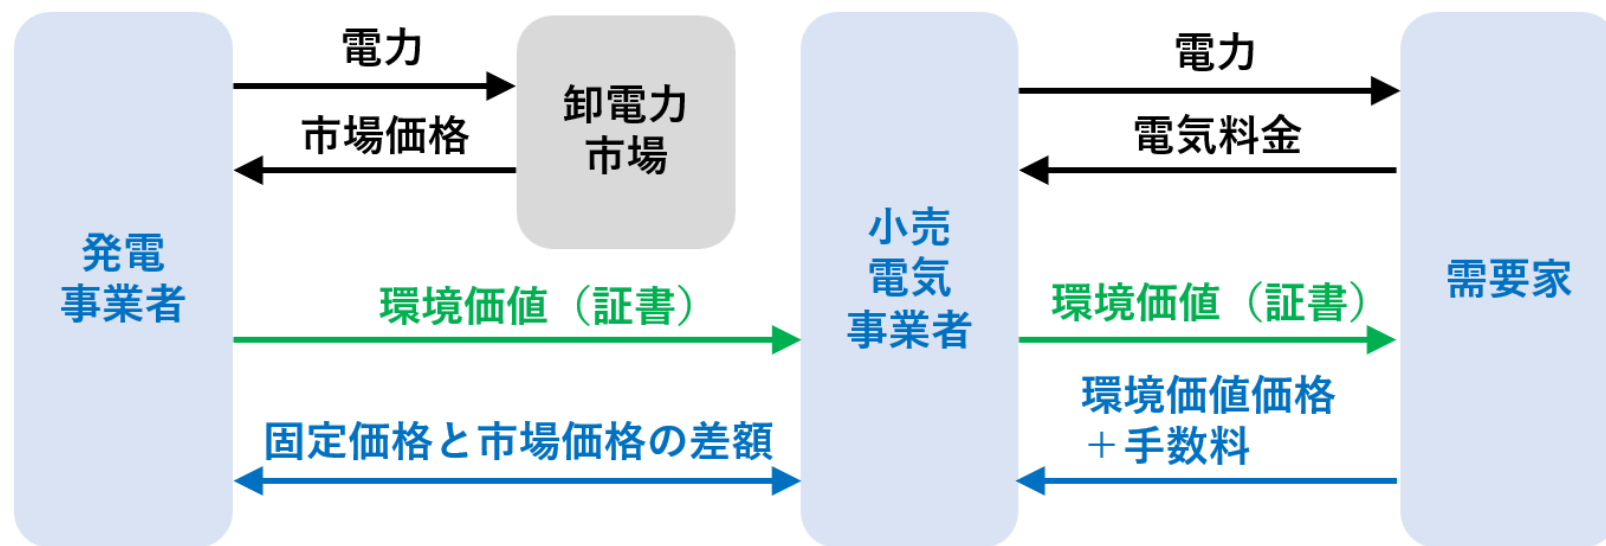 電力
市場価格
卸電力
市場
電力
電気料金
発電
事業者
環境価値（証書）
固定価格と市場価格の差額
小売
電気
事業者
環境価値（証書）
環境価値価格
＋手数料
需要家